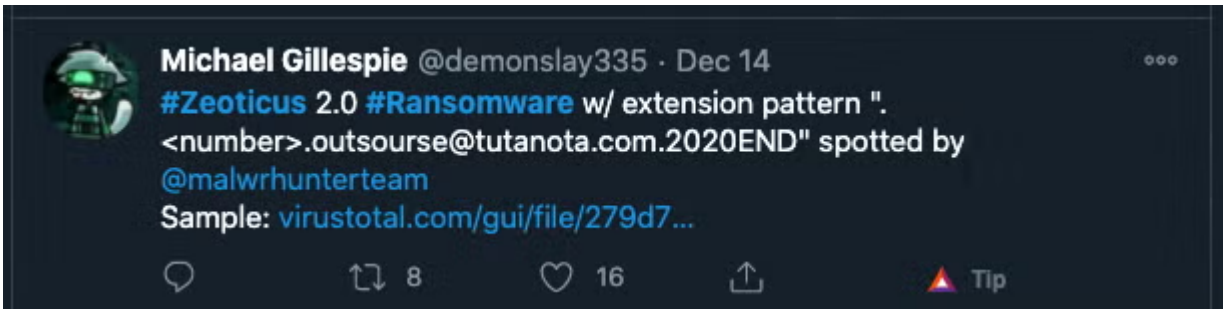 Michael Gillespie @demonslay335 · Dec 14
#Zeoticus 2.0 #Ransomware w/ extension pattern ".
<number>.outsourse@tutanota.com.2020END" spotted by
@malwrhunterteam
Sample: virustotal.com/gui/file/279d7...
8 16 Tip